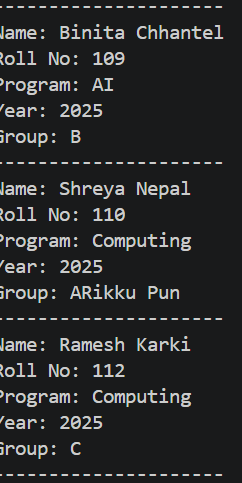 ----------------------
Name: Binita Chhantel
Roll No: 109
Program: AI
Year: 2025
Group: B
----------------------
Name: Shreya Nepal
Roll No: 110
Program: Computing
Year: 2025
Group: ARikku Pun
----------------------
Name: Ramesh Karki
Roll No: 112
Program: Computing
Year: 2025
Group: C
----------------------